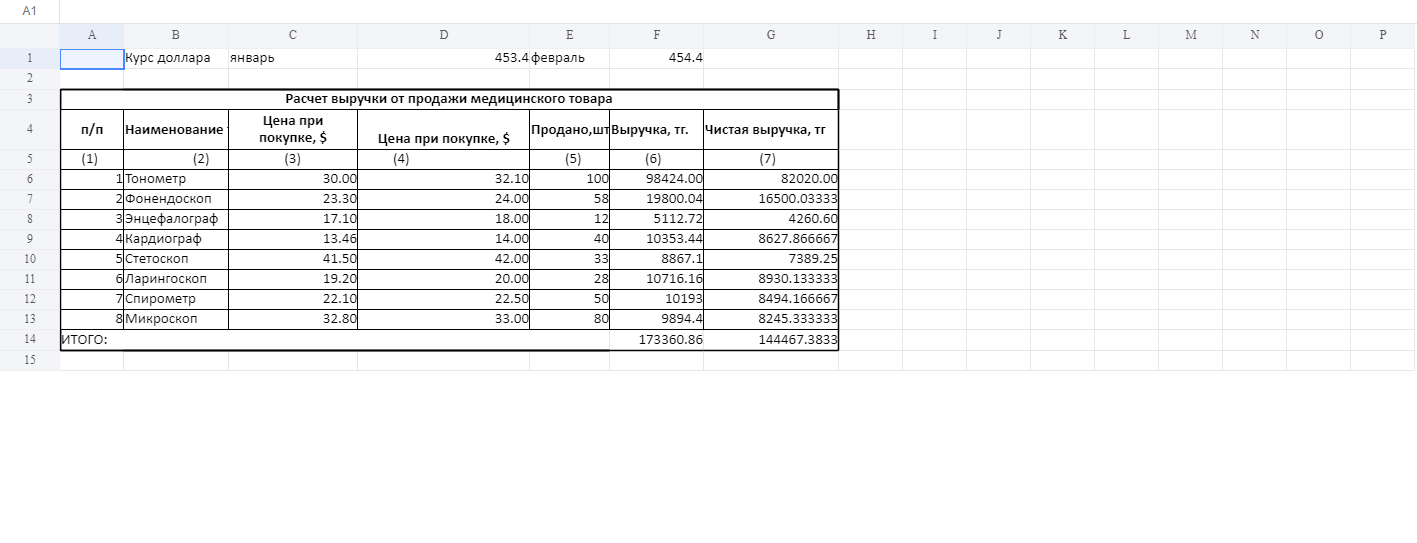 A1
A B C D E F G H I J K L M N O P
1 Курс доллара январь 453.4 февраль 454.4
2
3 Расчет выручки от продажи медицинского товара
4 п/п Наименование Цена при покупке, $ Цена при покупке, $ Продано,шт Выручка, тг. Чистая выручка, тг
5 (1) (2) (3) (4) (5) (6) (7)
6 1 Тонометр 30.00 32.10 100 98424.00 82020.00
7 2 Фонендоскоп 23.30 24.00 58 19800.04 16500.03333
8 3 Энцефалограф 17.10 18.00 12 5112.72 4260.60
9 4 Кардиограф 13.46 14.00 40 10353.44 8627.866667
10 5 Стетоскоп 41.50 42.00 33 8867.1 7389.25
11 6 Ларингоскоп 19.20 20.00 28 10716.16 8930.133333
12 7 Спирометр 22.10 22.50 50 10193 8494.166667
13 8 Микроскоп 32.80 33.00 80 9894.4 8245.333333
14 ИТОГО: 173360.86 144467.3833
15